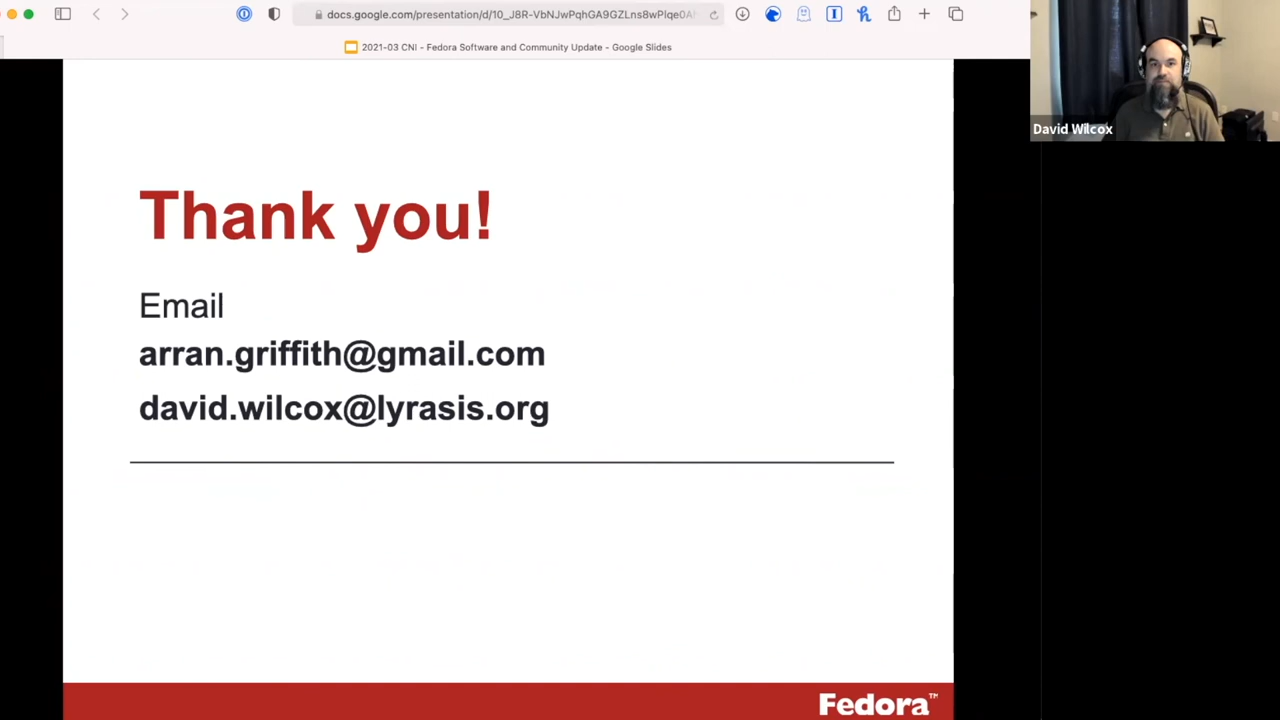 docs.google.com/presentation/d/10_J8R-VbNJwPqhGA9GZLns8wPlqe0A
2021-03 CNI - Fedora Software and Community Update - Google Slides
David Wilcox
Thank you!
Email
arran.griffith@gmail.com
david.wilcox@lyrasis.org
Fedora™